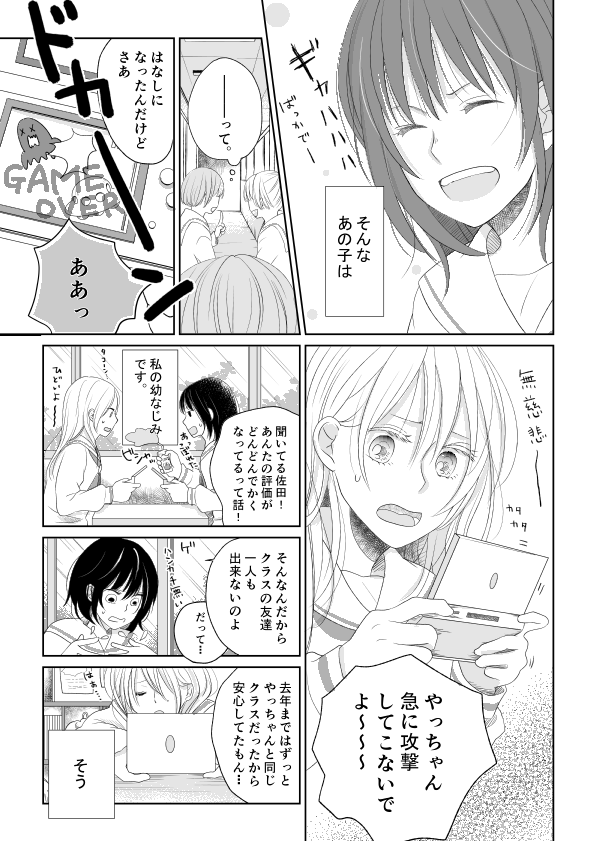 ギャハハハハ
ばっかでー
そんな
あの子は
──って。
はなしに
なったんだけど
さあ
ドカーン
GAME
OVER
ああっ
無慈悲ー
カタ
カタ
やっちゃん
急に攻撃
してこないで
よ〜〜〜
タコーン
ひどいよ〜
私の幼なじみ
です。
聞いてる佐田！
あんたの評価が
どんどんでかく
なってるって話！
そんなんだから
クラスの友達
一人も
出来ないのよ
だって…
ゲ
去年まではずっと
やっちゃんと同じ
クラスだったから
安心してたもん…
はあ…
そう